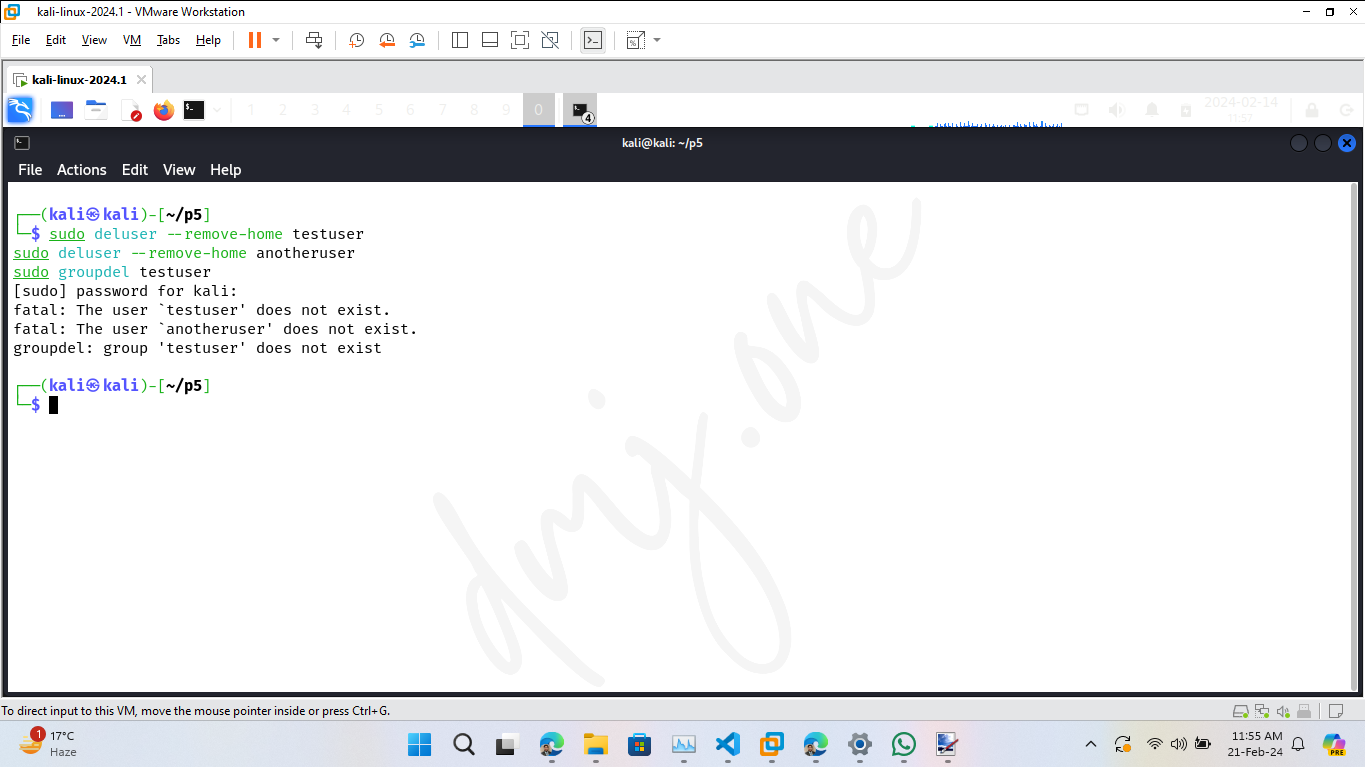 kali-linux-2024.1 - VMware Workstation
File Edit View VM Tabs Help
kali-linux-2024.1
1 2 3 4 5 6 7 8 9 0 4 2024-02-14
11:57
kali@kali: ~/p5
File Actions Edit View Help
┌──(kali㉿kali)-[~/p5]
└─$ sudo deluser --remove-home testuser
sudo deluser --remove-home anotheruser
sudo groupdel testuser
[sudo] password for kali:
fatal: The user `testuser' does not exist.
fatal: The user `anotheruser' does not exist.
groupdel: group 'testuser' does not exist
┌──(kali㉿kali)-[~/p5]
└─$
dmj.one
To direct input to this VM, move the mouse pointer inside or press Ctrl+G.
1 17°C
Haze
11:55 AM
21-Feb-24
PRE